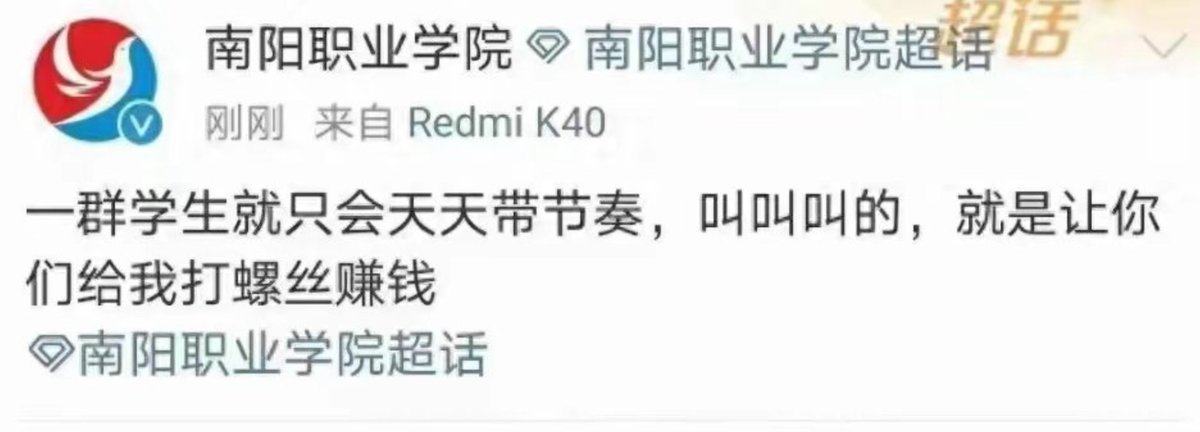 超话
南阳职业学院 南阳职业学院超话
刚刚 来自 Redmi K40
一群学生就只会天天带节奏，叫叫叫的，就是让你
们给我打螺丝赚钱
南阳职业学院超话